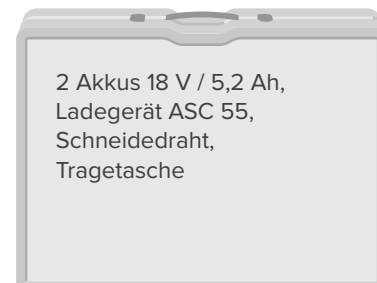 2 Akkus 18 V / 5,2 Ah,
Ladegerät ASC 55,
Schneidedraht,
Tragetasche